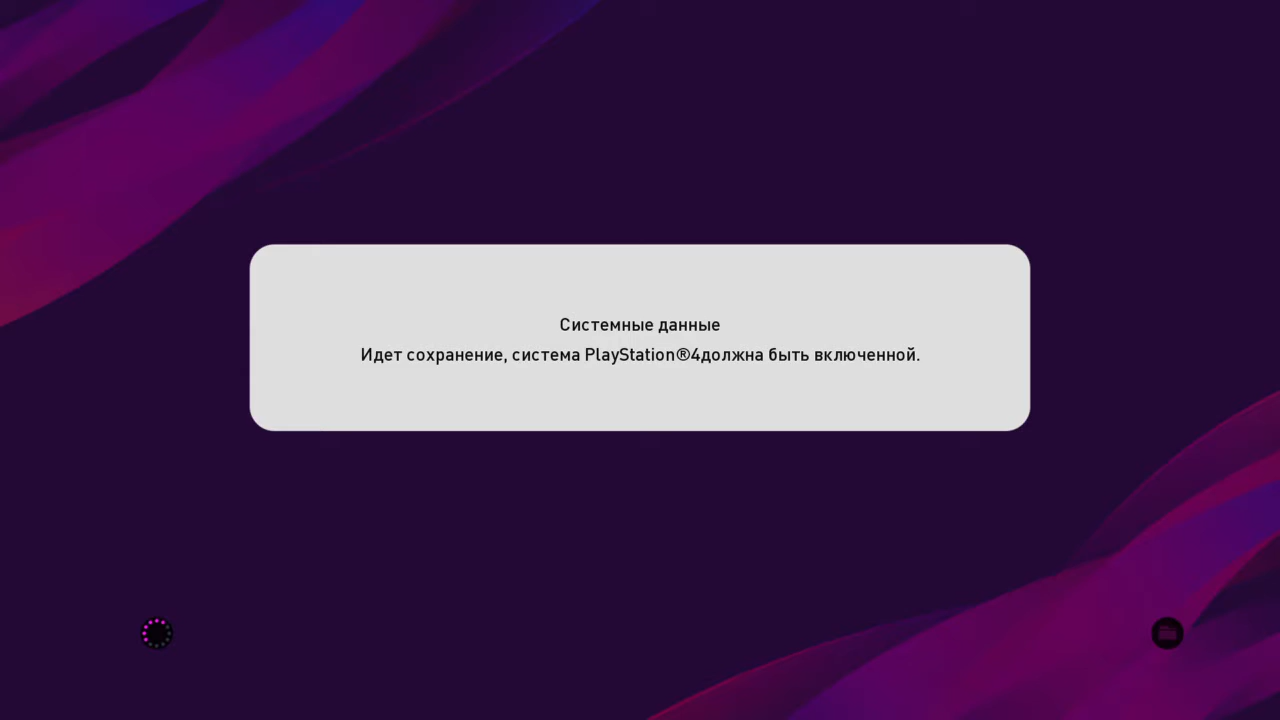 Системные данные
Идет сохранение, система PlayStation®4должна быть включенной.